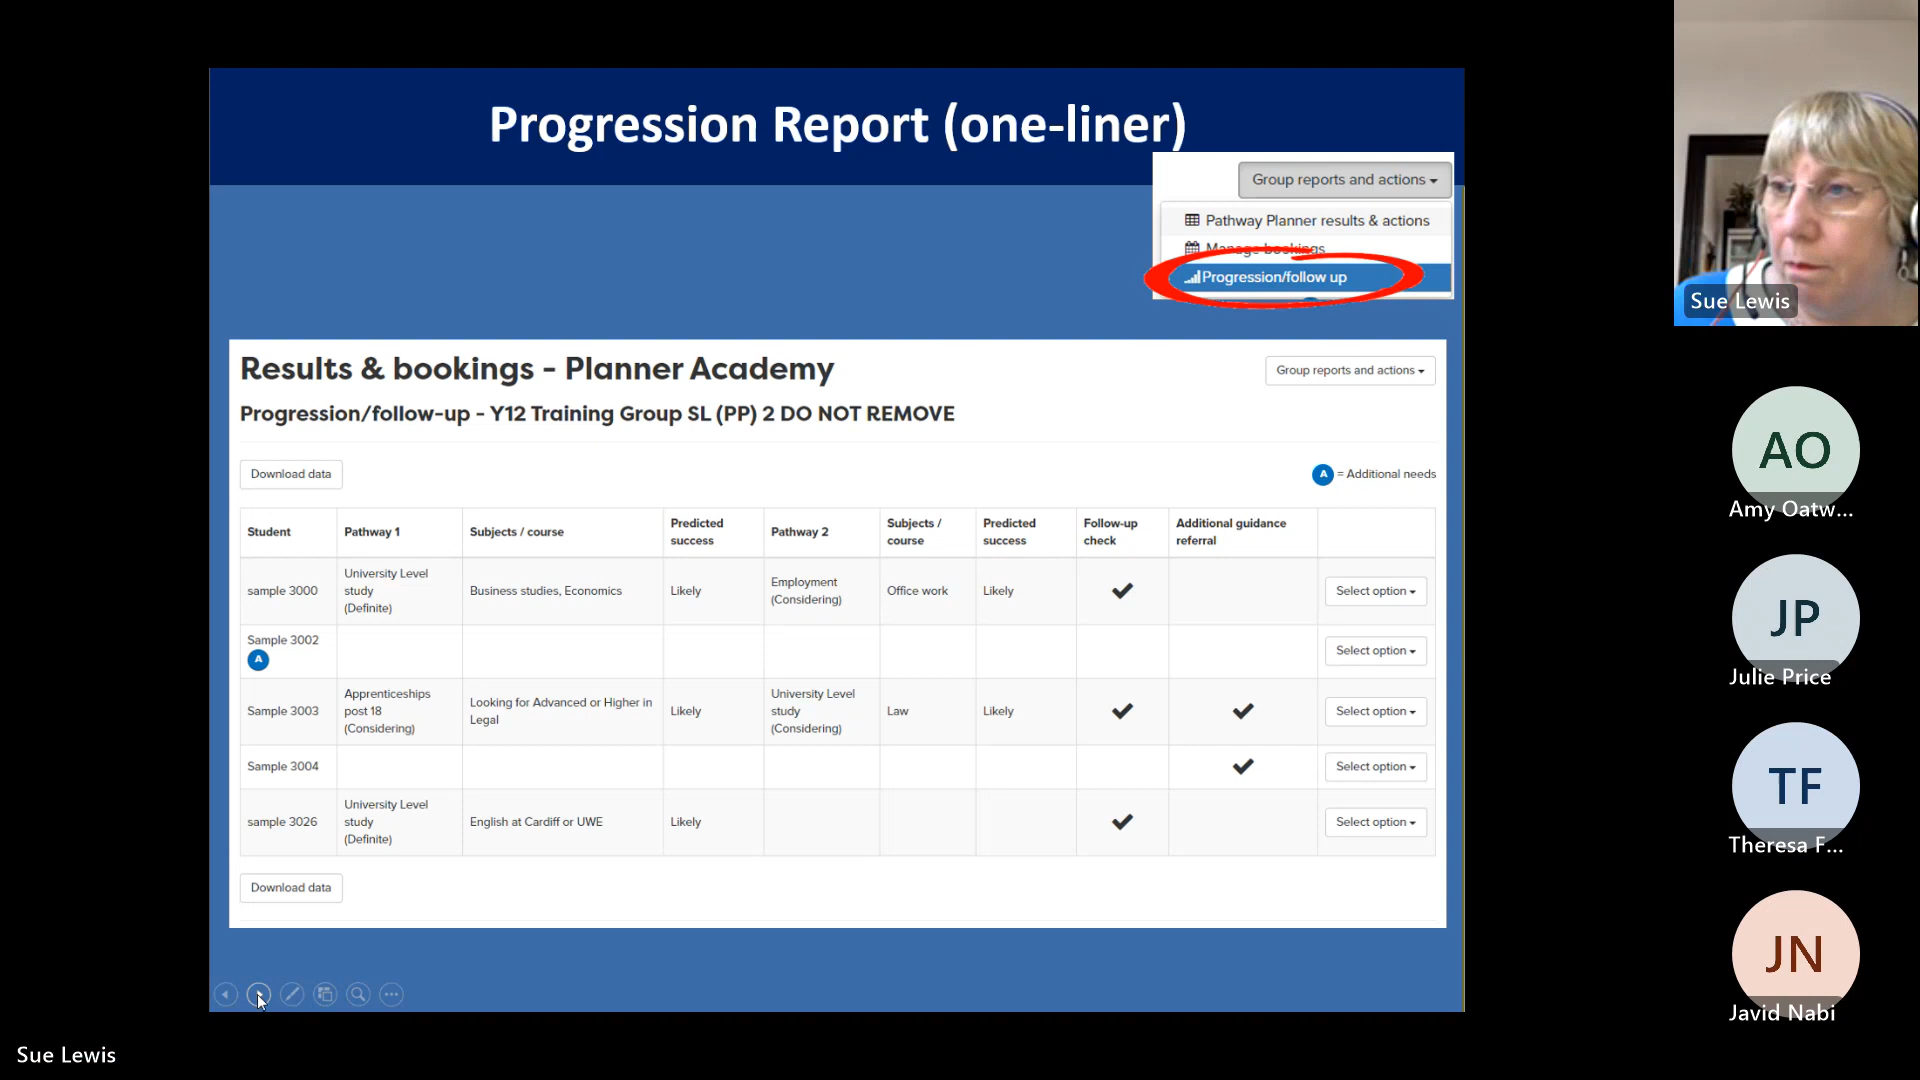 Progression Report (one-liner)
Group reports and actions
Pathway Planner results & actions
Manage bookings
Progression/follow up
Results & bookings - Planner Academy
Group reports and actions
Progression/follow-up - Y12 Training Group SL (PP) 2 DO NOT REMOVE
Download data
A = Additional needs
Student Pathway 1 Subjects / course Predicted success Pathway 2 Subjects / course Predicted success Follow-up check Additional guidance referral
sample 3000 University Level study (Definite) Business studies, Economics Likely Employment (Considering) Office work Likely Select option
Sample 3002 A Select option
Sample 3003 Apprenticeships post 18 (Considering) Looking for Advanced or Higher in Legal Likely University Level study (Considering) Law Likely Select option
Sample 3004 Select option
sample 3026 University Level study (Definite) English at Cardiff or UWE Likely Select option
Download data
Sue Lewis
Sue Lewis
AO
Amy Oatw...
JP
Julie Price
TF
Theresa F...
JN
Javid Nabi